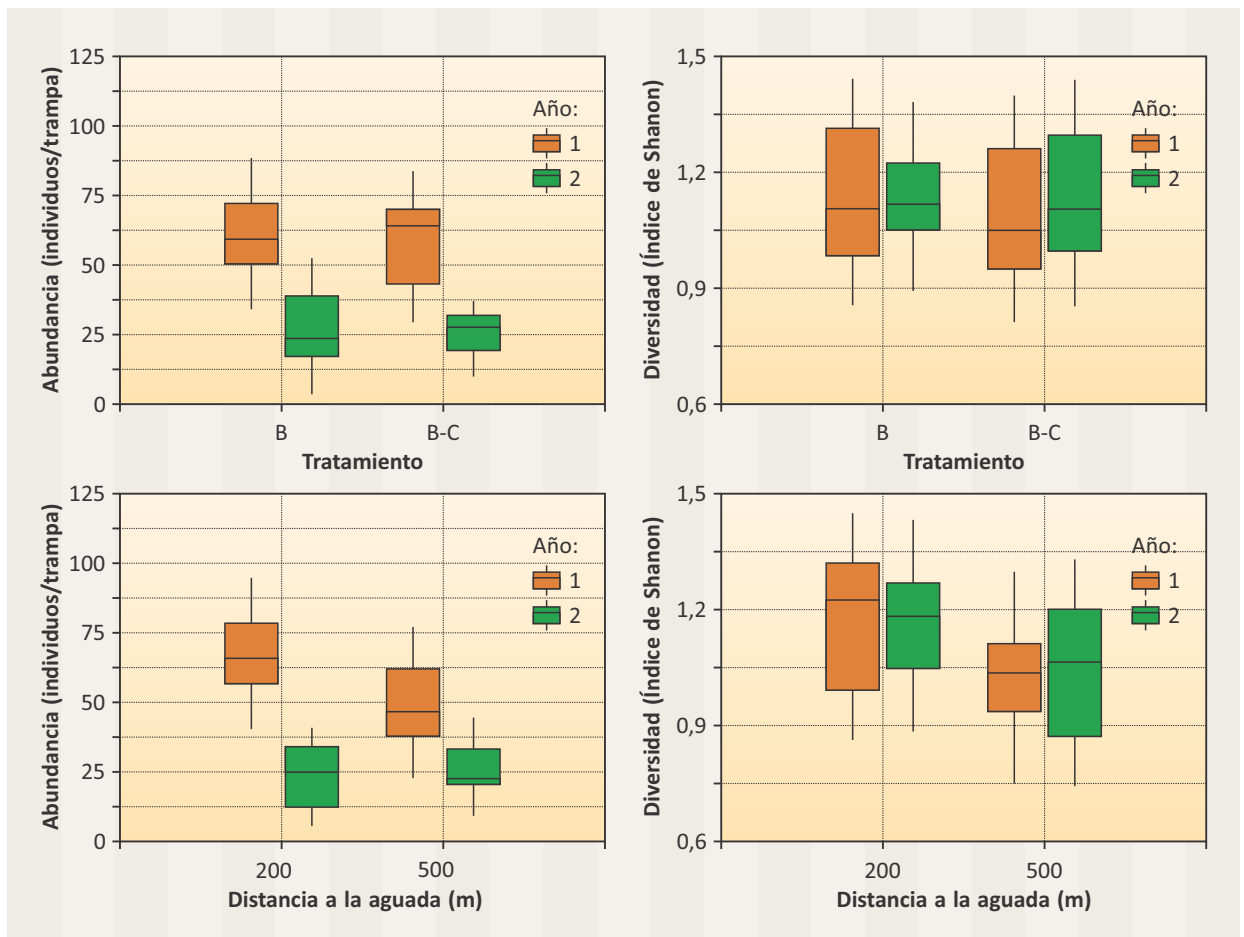 Abundancia (individuos/trampa)
125
100
75
50
25
0
Año:
1
2
B
B-C
Tratamiento
Diversidad (Índice de Shanon)
1,5
1,2
0,9
0,6
Año:
1
2
B
B-C
Tratamiento
Abundancia (individuos/trampa)
125
100
75
50
25
0
Año:
1
2
200
500
Distancia a la aguada (m)
Diversidad (Índice de Shanon)
1,5
1,2
0,9
0,6
Año:
1
2
200
500
Distancia a la aguada (m)